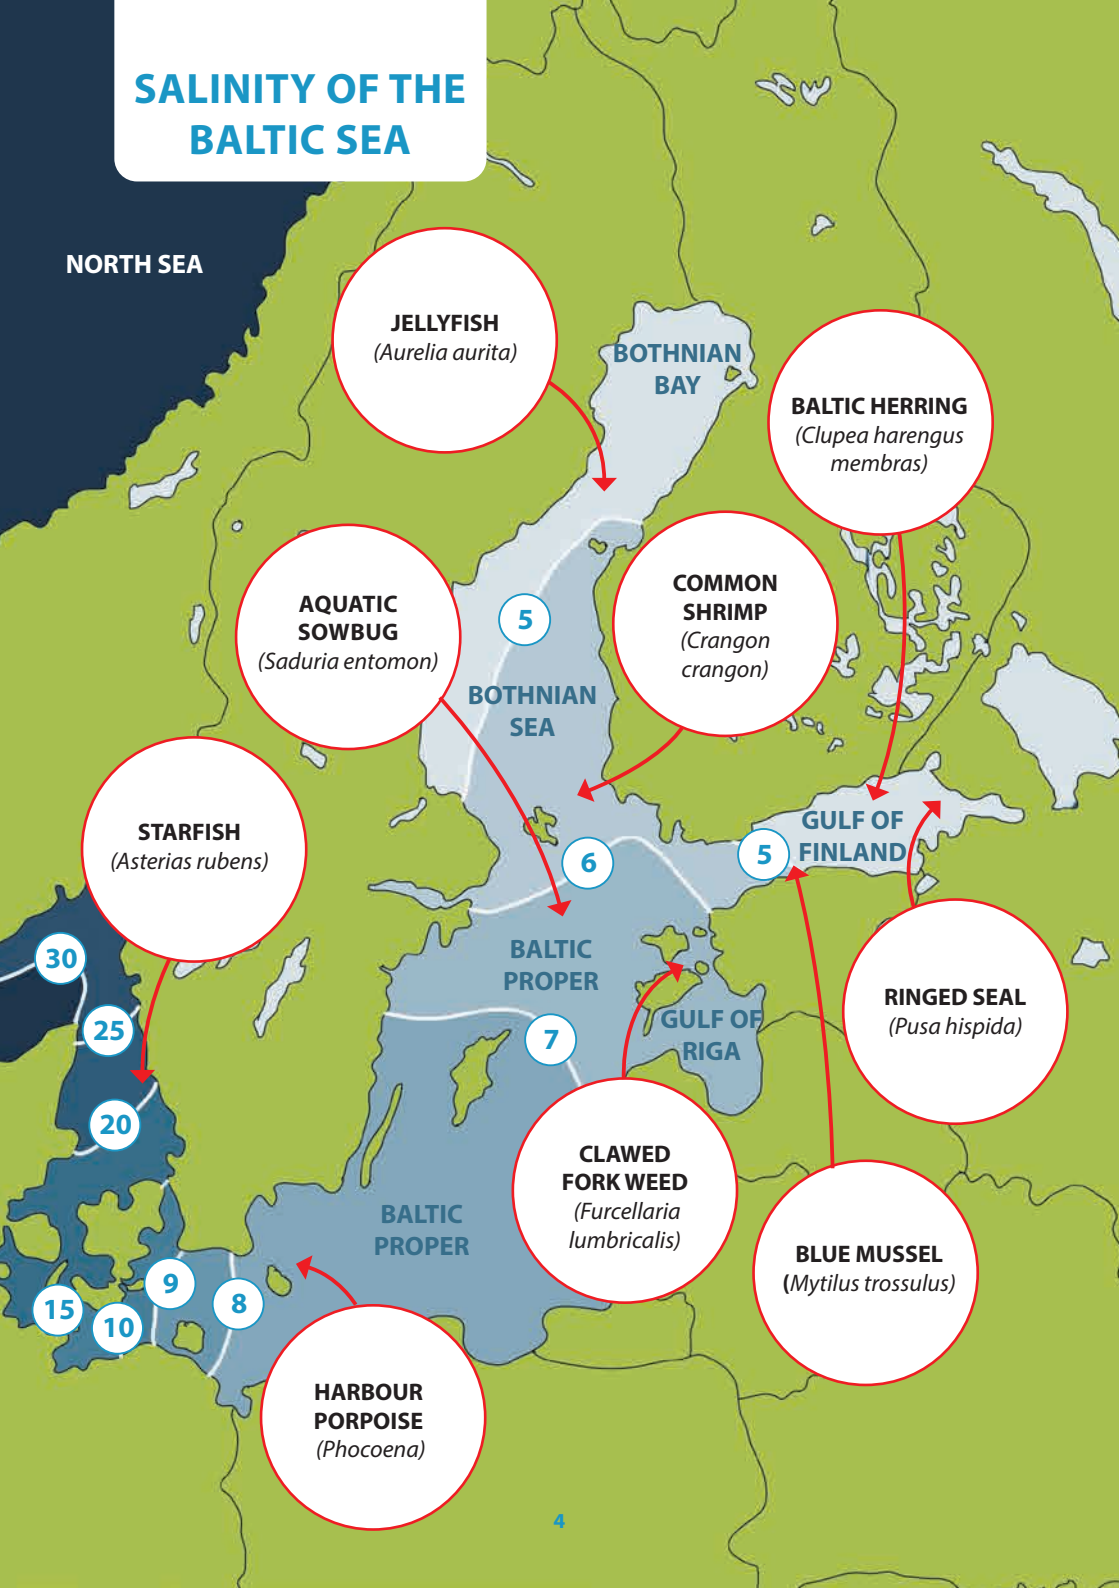 SALINITY OF THE
BALTIC SEA
NORTH SEA
JELLYFISH
(Aurelia aurita)
BOTHNIAN
BAY
BALTIC HERRING
(Clupea harengus
membras)
AQUATIC
SOWBUG
(Saduria entomon)
5
COMMON
SHRIMP
(Crangon
crangon)
BOTHNIAN
SEA
STARFISH
(Asterias rubens)
6
5
GULF OF
FINLAND
30
25
20
BALTIC
PROPER
7
GULF OF
RIGA
RINGED SEAL
(Pusa hispida)
CLAWED
FORK WEED
(Furcellaria
lumbricalis)
BALTIC
PROPER
BLUE MUSSEL
(Mytilus trossulus)
9
8
15
10
HARBOUR
PORPOISE
(Phocoena)
4